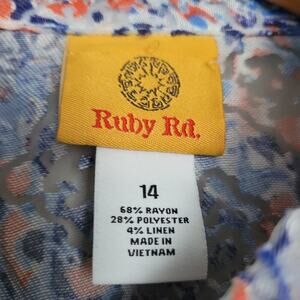 Ruby Rd.
14
68% RAYON
28% POLYESTER
4% LINEN
MADE IN
VIETNAM